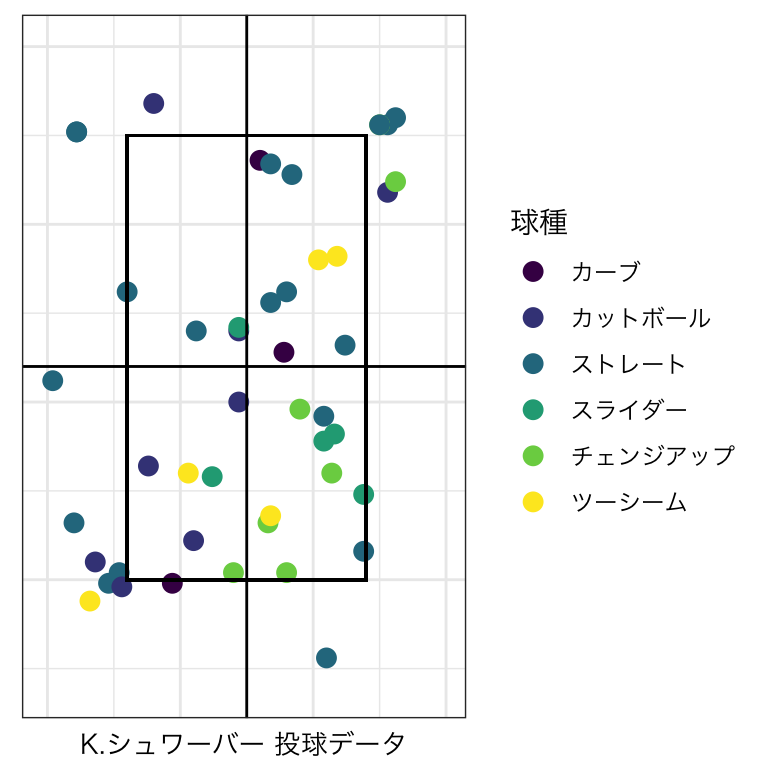 球種
カーブ
カットボール
ストレート
スライダー
チェンジアップ
ツーシーム
K.シュワーバー 投球データ